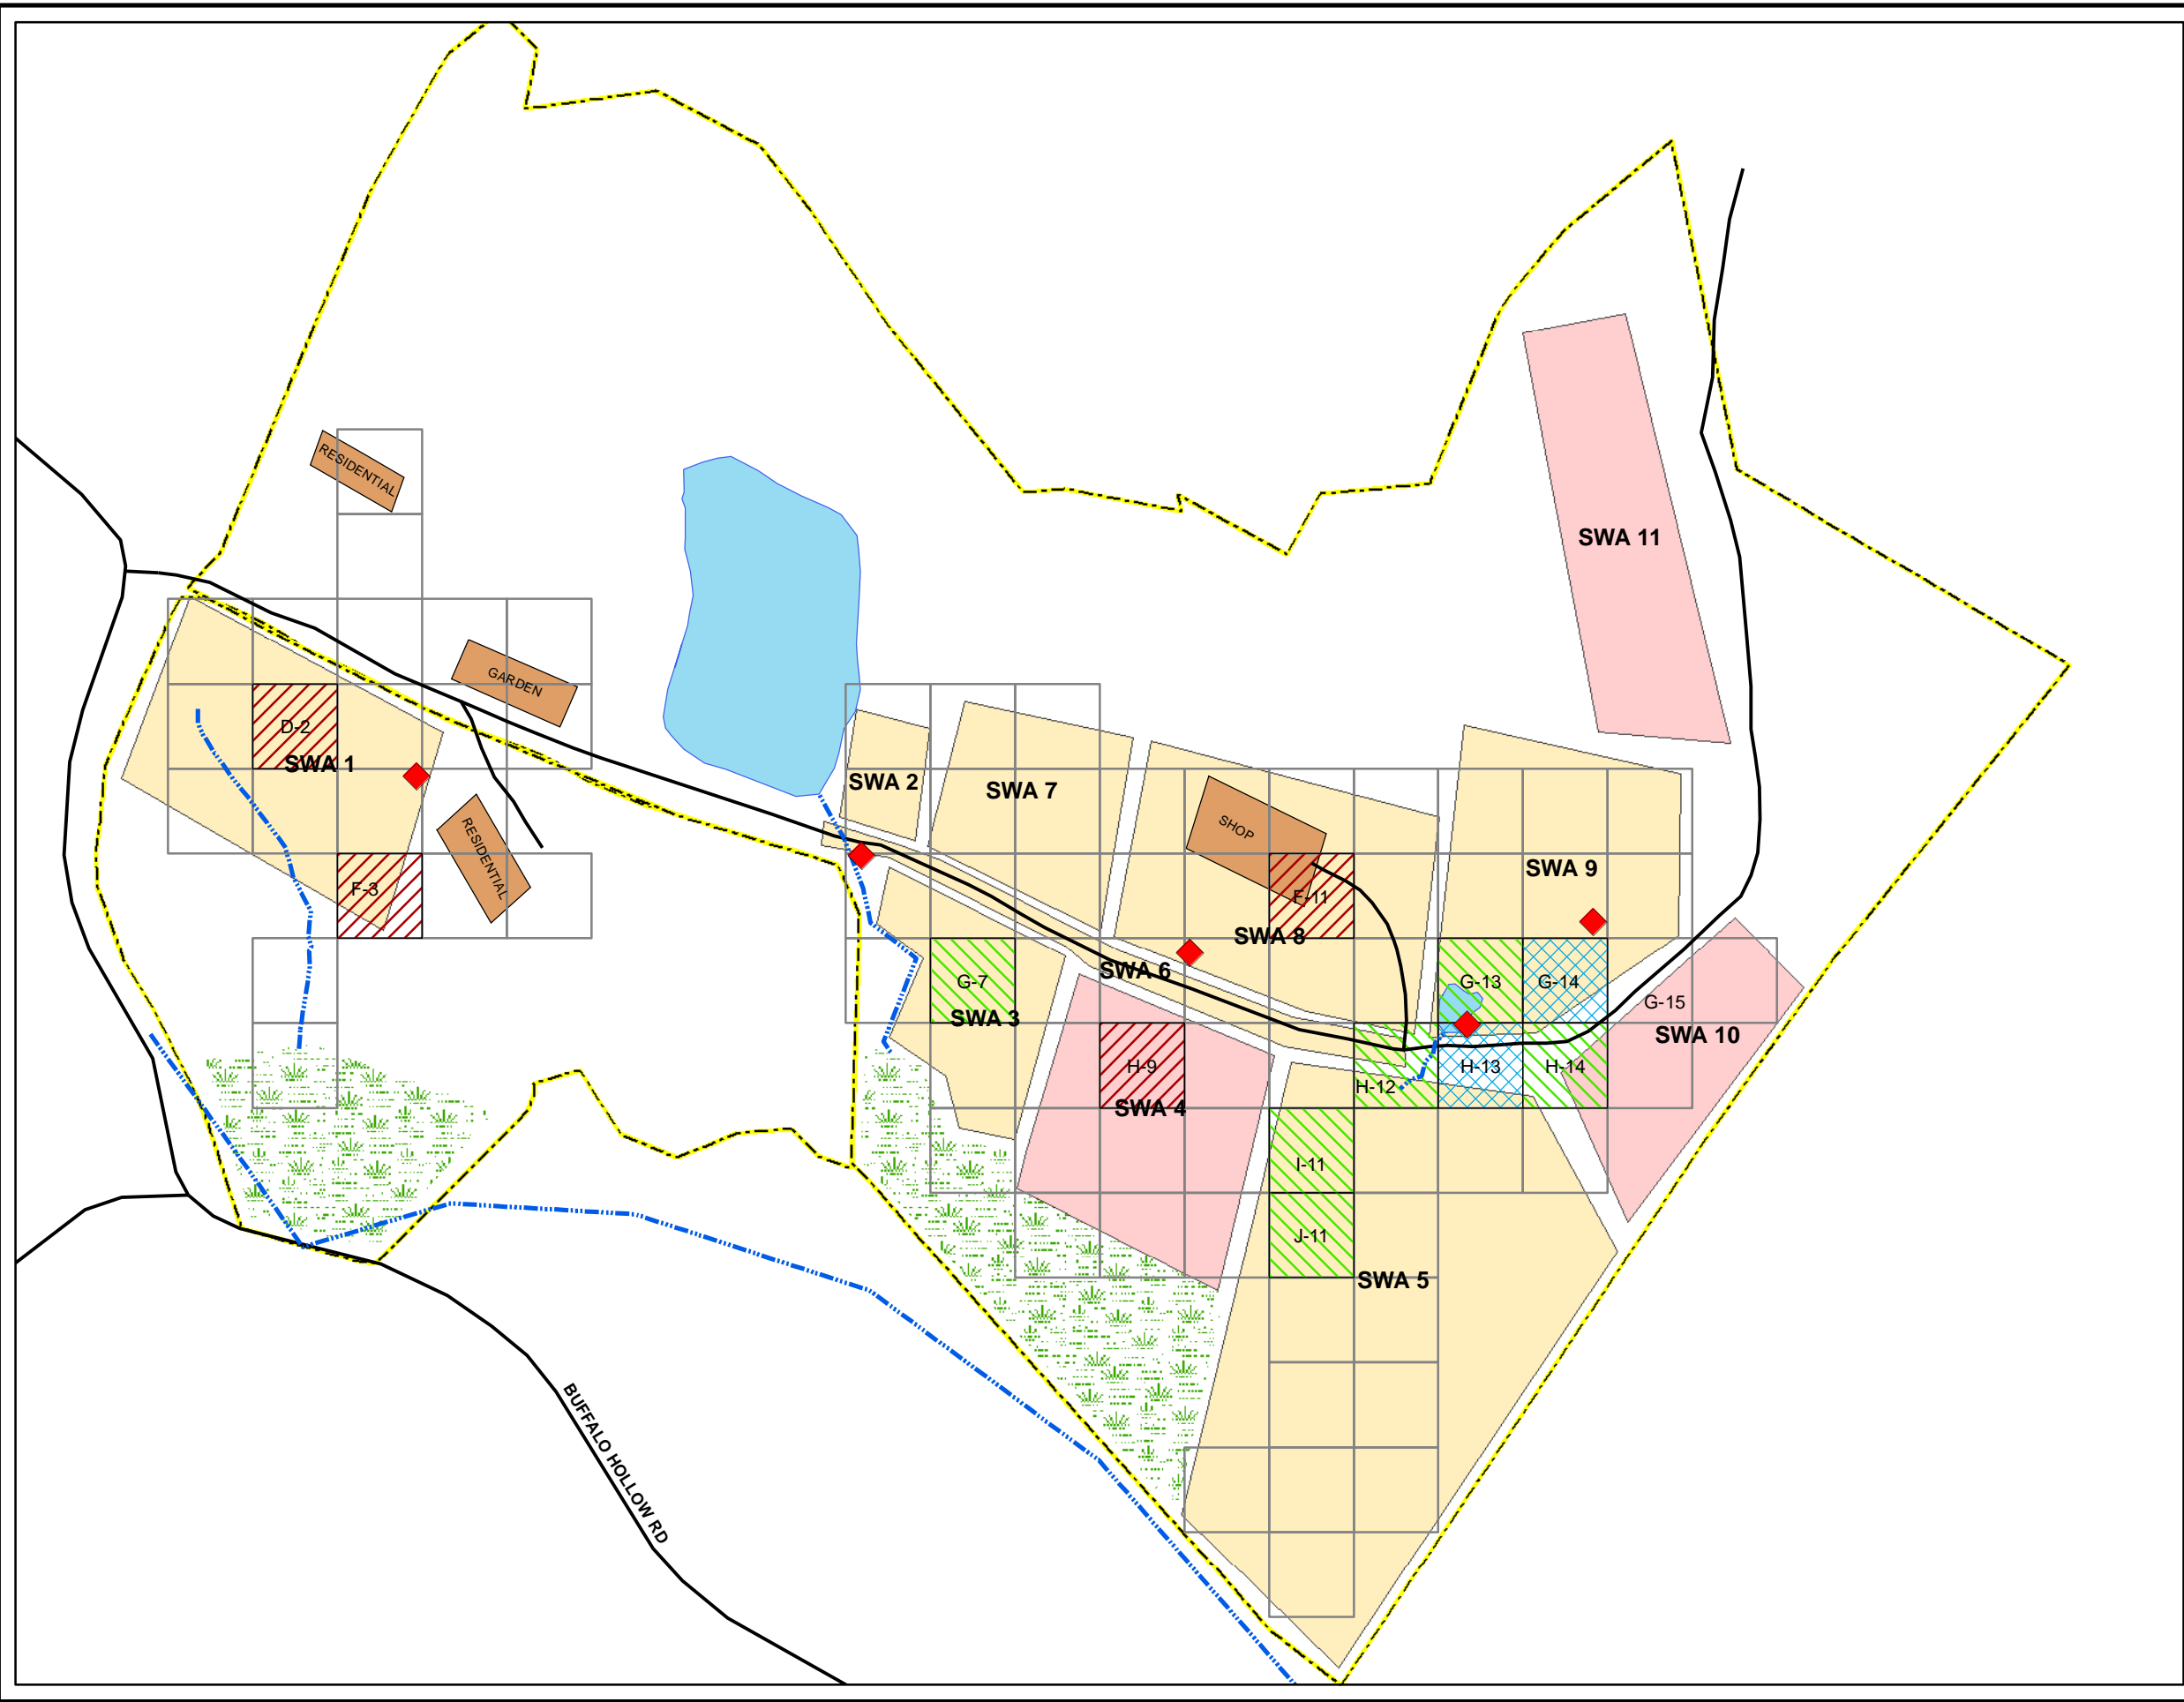 RESIDENTIAL
SWA 11
GARDEN
D-2
SWA 1
SWA 2
SWA 7
SHOP
RESIDENTIAL
SWA 9
F-3
F-11
SWA 8
SWA 6
G-7
G-13
G-14
G-15
SWA 3
SWA 10
H-9
H-13
H-14
H-12
SWA 4
I-11
J-11
SWA 5
BUFFALO HOLLOW RD